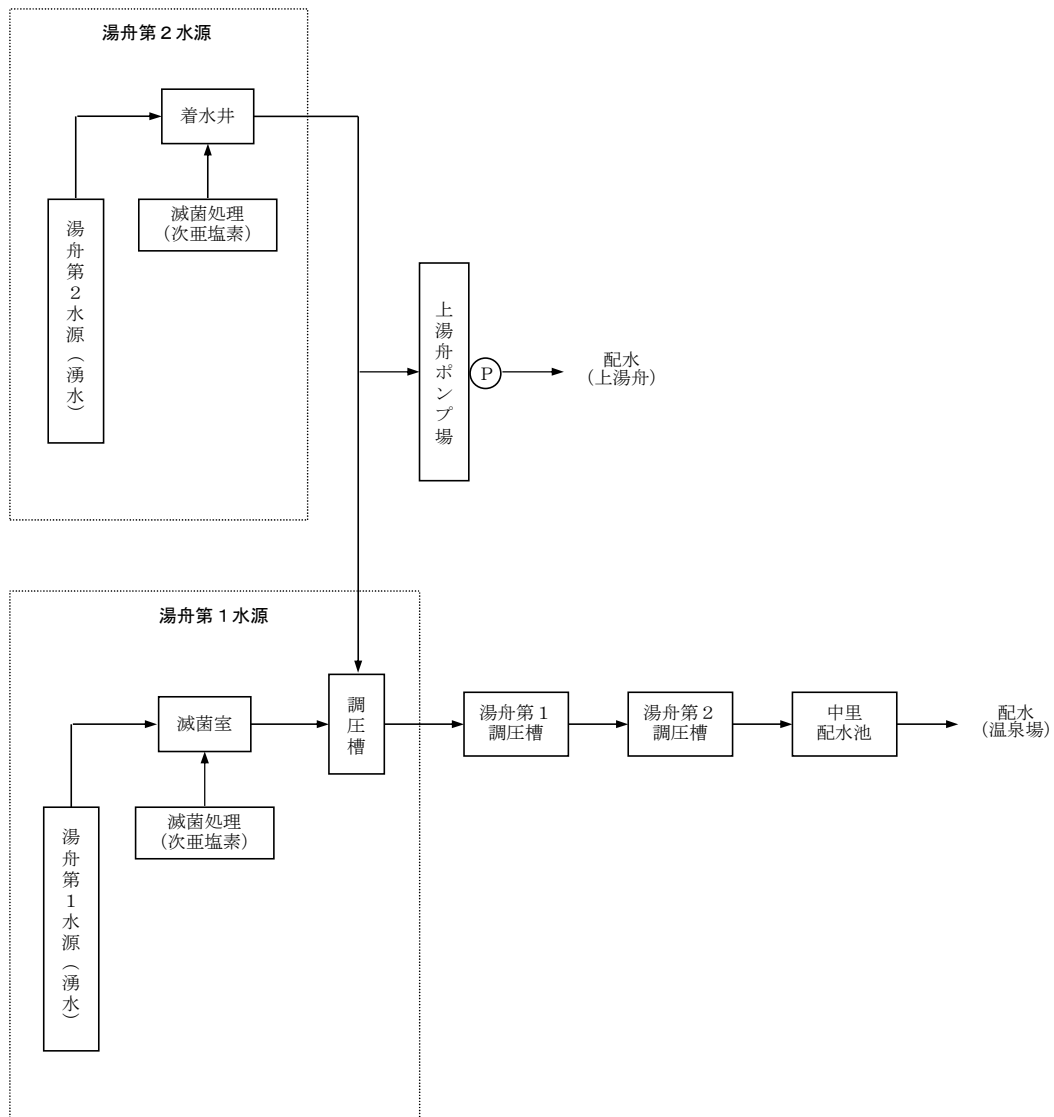 湯舟第２水源
着水井
滅菌処理
(次亜塩素)
湯舟第２水源（湧水）
上湯舟ポンプ場
P
配水
(上湯舟)
湯舟第１水源
滅菌室
調圧槽
湯舟第１
調圧槽
湯舟第２
調圧槽
中里
配水池
配水
(温泉場)
滅菌処理
(次亜塩素)
湯舟第１水源（湧水）